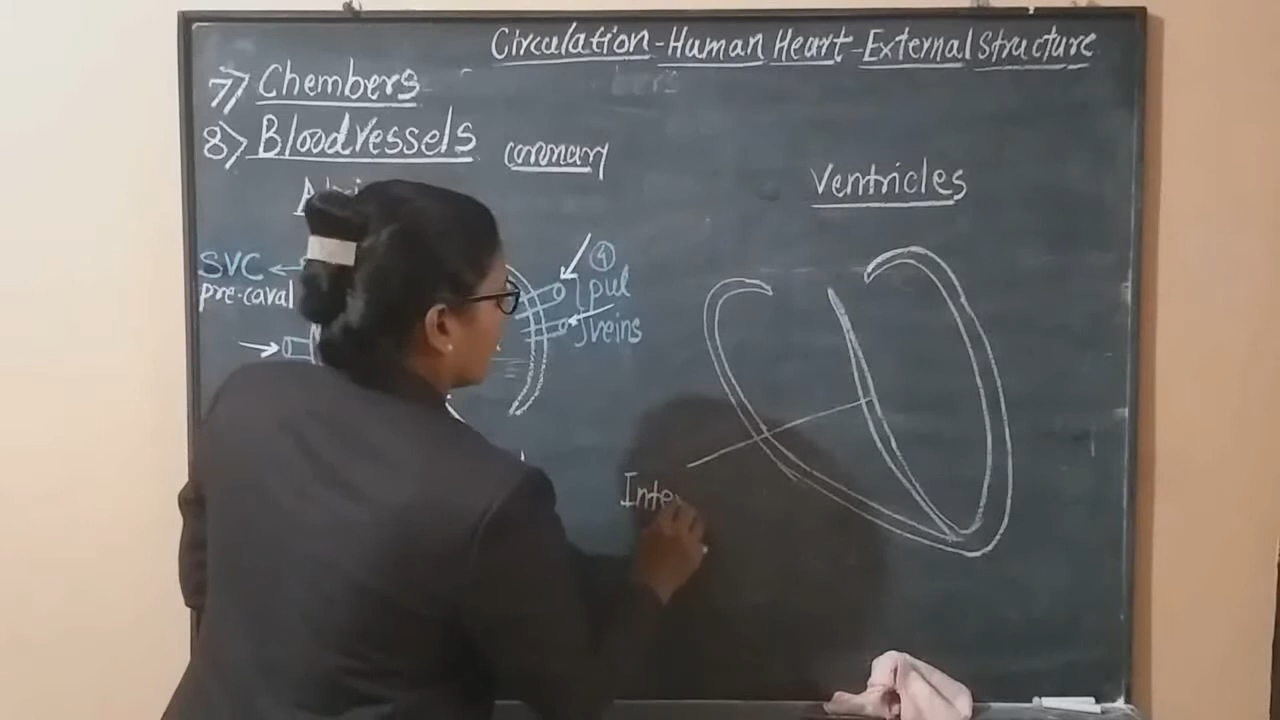 Circulation-Human Heart-External Structure
7) Chembers
8) Bloodvessels
coronary
Ventricles
SVC
pre-caval
4
pul
veins
Inte